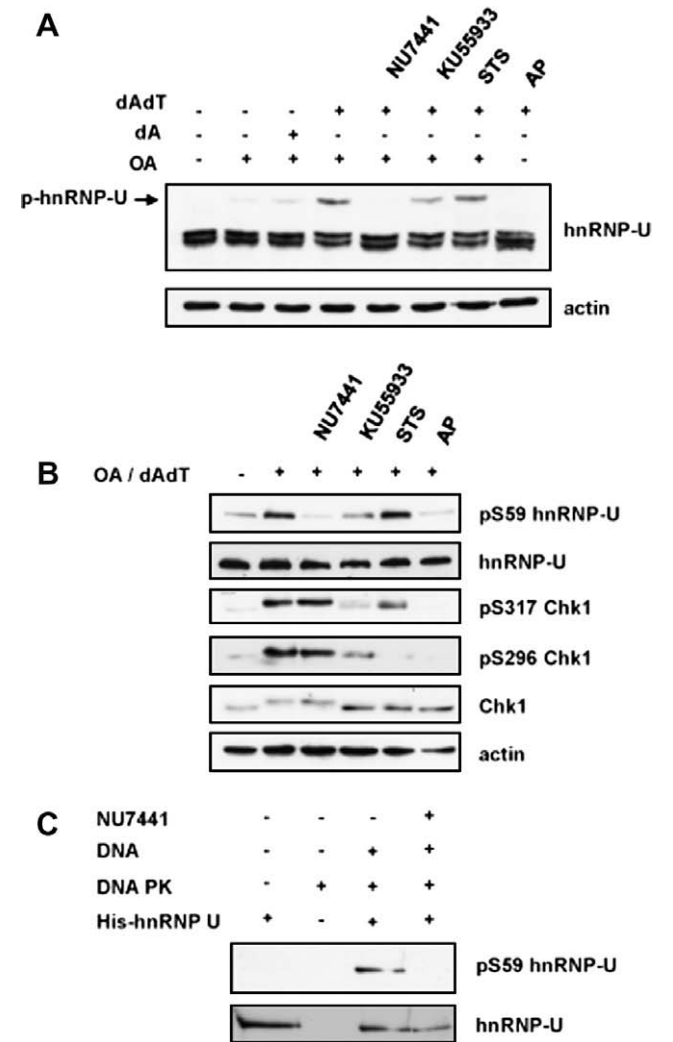 A
NU7441 KU55933 STS AP
dAdT - - - + + + + +
dA - - + - - - - -
OA - + + + + + + -
p-hnRNP-U → hnRNP-U
actin
NU7441 KU55933 STS AP
B OA / dAdT - + + + + +
pS59 hnRNP-U
hnRNP-U
pS317 Chk1
pS296 Chk1
Chk1
actin
C NU7441 - - - +
DNA - - + +
DNA PK - + + +
His-hnRNP U + - + +
pS59 hnRNP-U
hnRNP-U